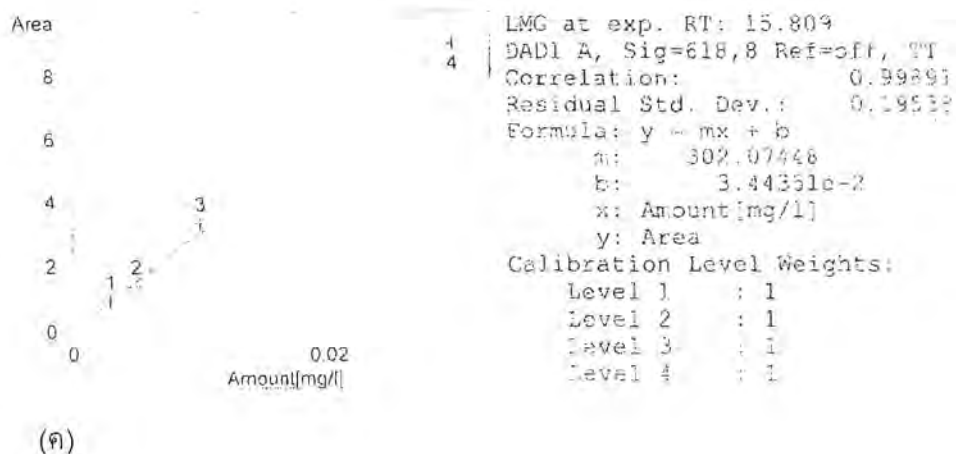 Area
8
6
4
2
0
1
2
3
4
4
0
0.02
Amount[mg/l]
LMG at exp. RT: 15.809
DAD1 A, Sig=618,8 Ref=off, TT
Correlation:
Residual Std. Dev.:
Formula: y = mx + b
m: 302.07448
b: 3.44351e-2
x: Amount[mg/l]
y: Area
Calibration Level Weights:
Level 1 : 1
Level 2 : 1
Level 3 : 1
Level 4 : 1
(ค)